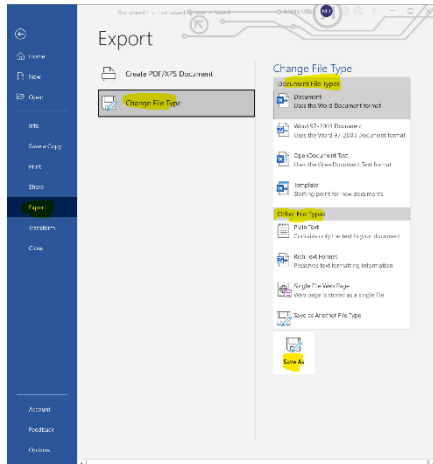 Export
Home
New
Open
Info
Save a Copy
Print
Share
Export
Transform
Close
Account
Feedback
Options
Create PDF/XPS Document
Change File Type
Change File Type
Document File Types
Document
Uses the Word Document format
Word 97-2003 Document
Uses the Word 97-2003 Document format
OpenDocument Text
Uses the OpenDocument Text format
Template
Starting point for new documents
Other File Types
Plain Text
Contains only the text in your document
Rich Text Format
Preserves text formatting information
Single File Web Page
Web page is stored as a single file
Save as Another File Type
Save As